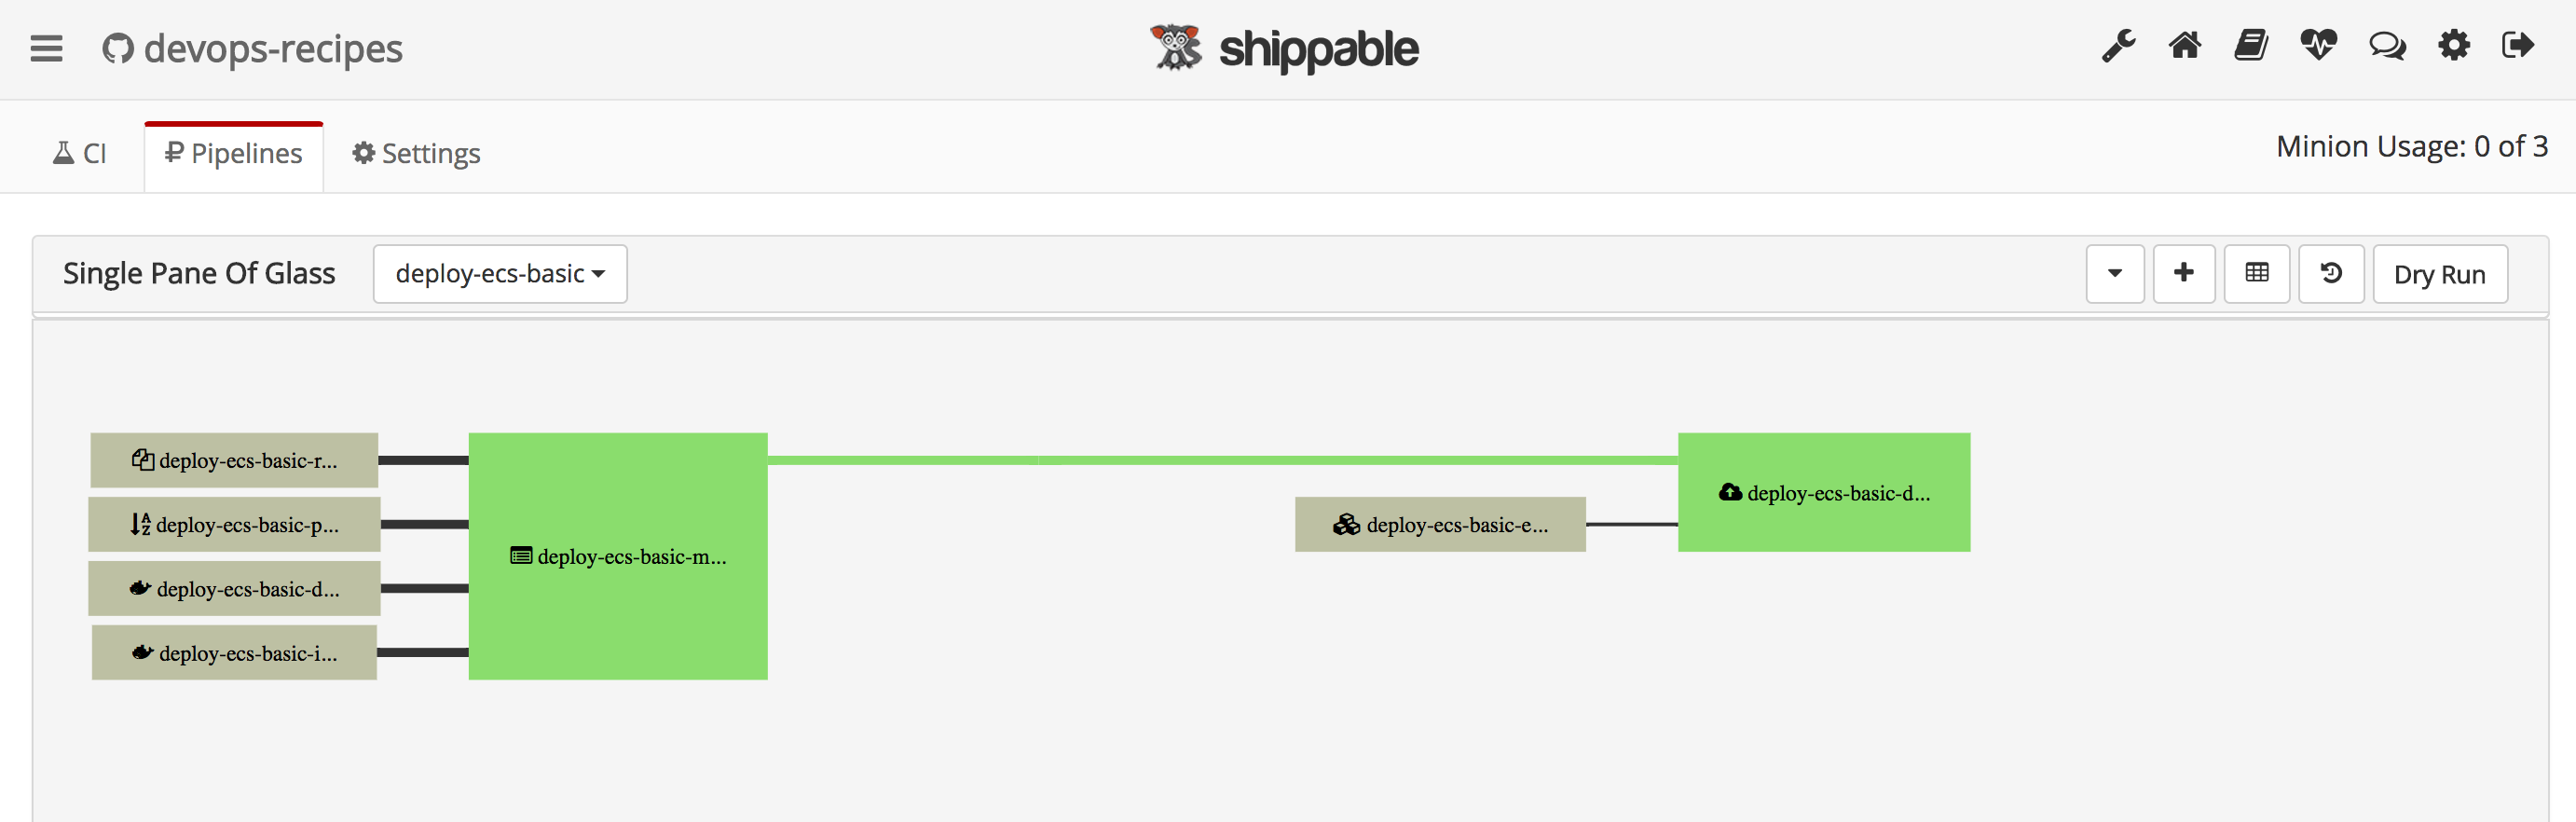 devops-recipes
shippable
CI
Pipelines
Settings
Minion Usage: 0 of 3
Single Pane Of Glass
deploy-ecs-basic
Dry Run
deploy-ecs-basic-r...
deploy-ecs-basic-p...
deploy-ecs-basic-d...
deploy-ecs-basic-i...
deploy-ecs-basic-m...
deploy-ecs-basic-e...
deploy-ecs-basic-d...